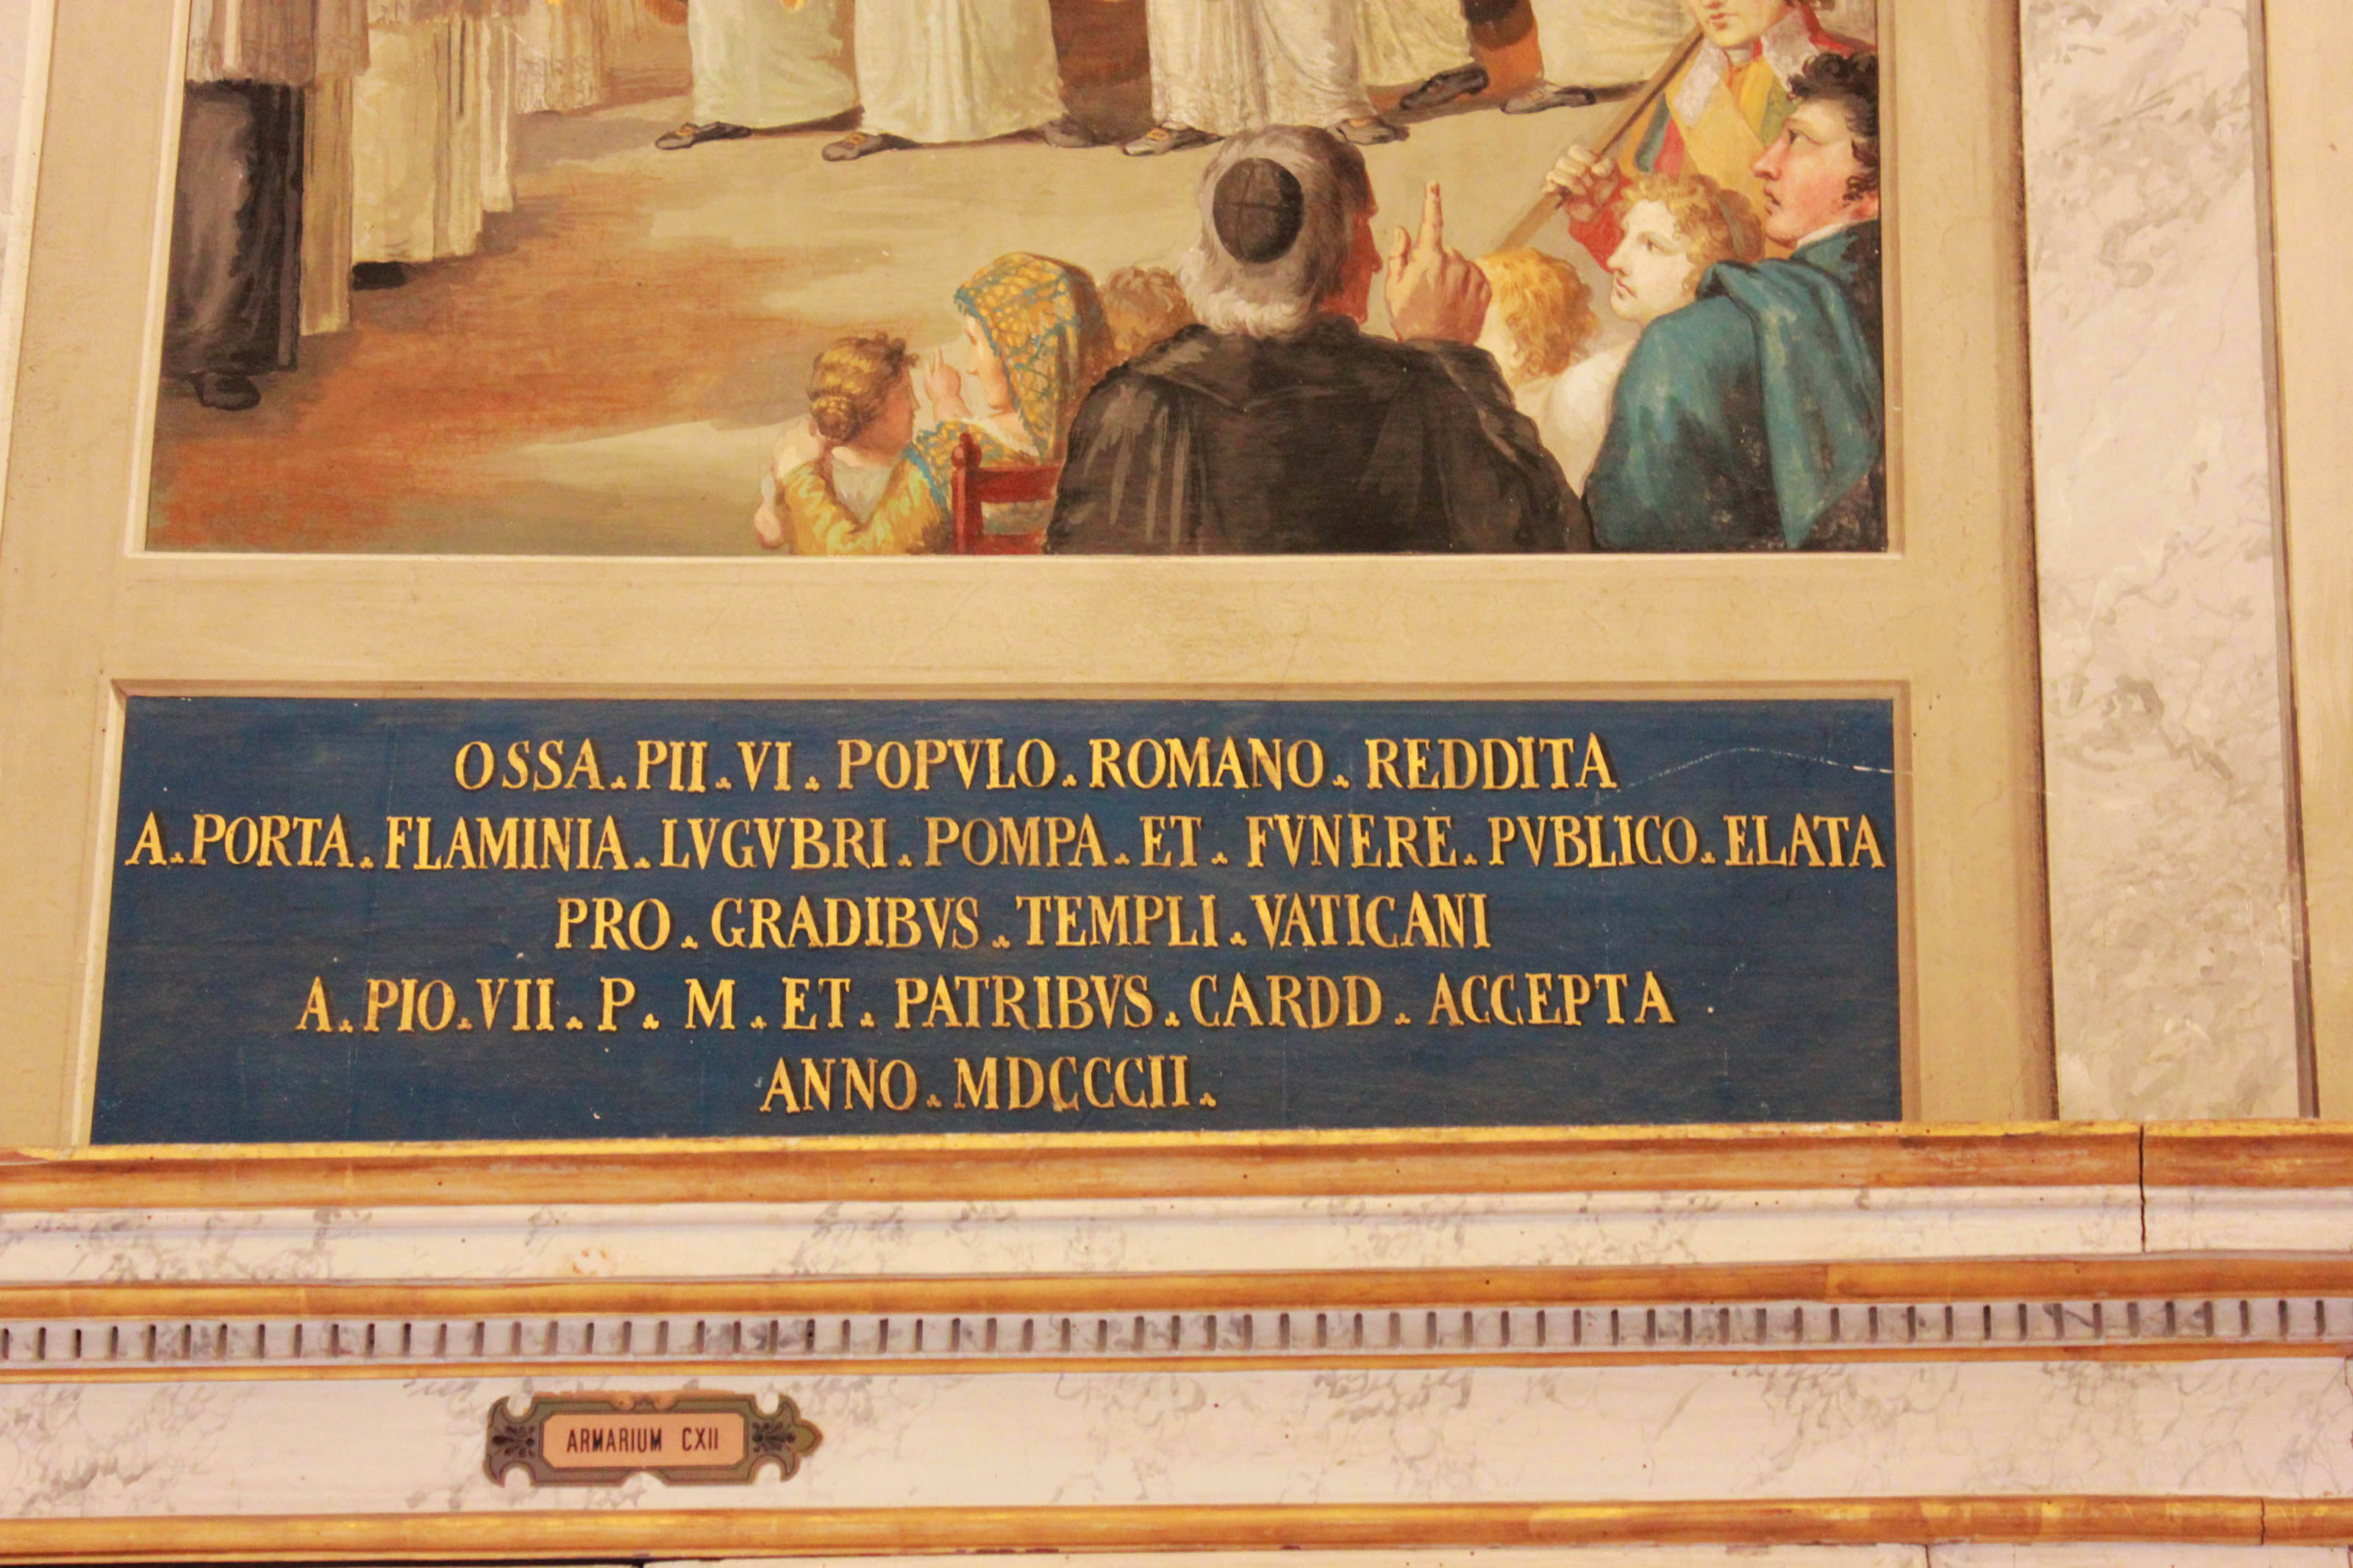 OSSA . PII . VI . POPVLO . ROMANO . REDDITA
A . PORTA . FLAMINIA . LVGVBRI . POMPA . ET . FVNERE . PVBLICO . ELATA
PRO . GRADIBVS . TEMPLI . VATICANI
A . PIO . VII . P . M . ET . PATRIBVS . CARDD . ACCEPTA
ANNO . MDCCCII .
ARMARIUM CXII